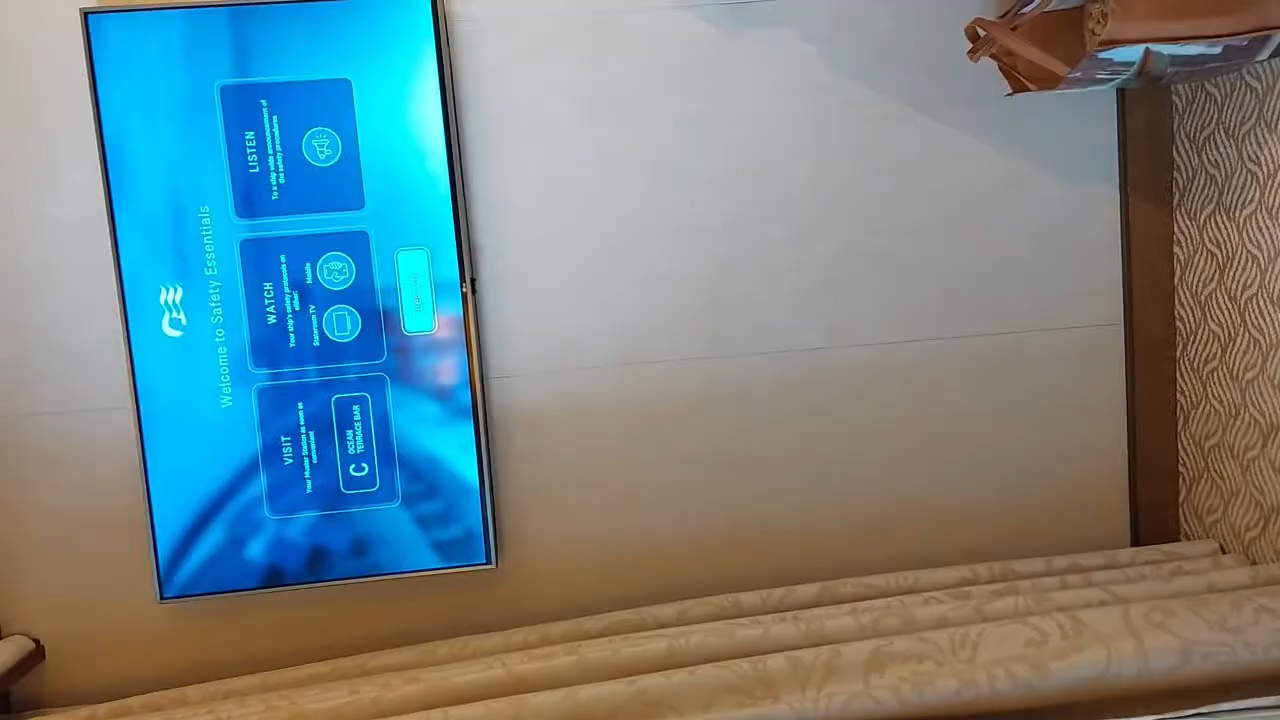 Welcome to Safety Essentials
VISIT
Your Muster Station as soon as
convenient
C
OCEAN
TERRACE BAR
WATCH
Your ship's safety protocols on
either:
Stateroom TV
Mobile
LISTEN
To a ship wide announcement of
the safety procedures